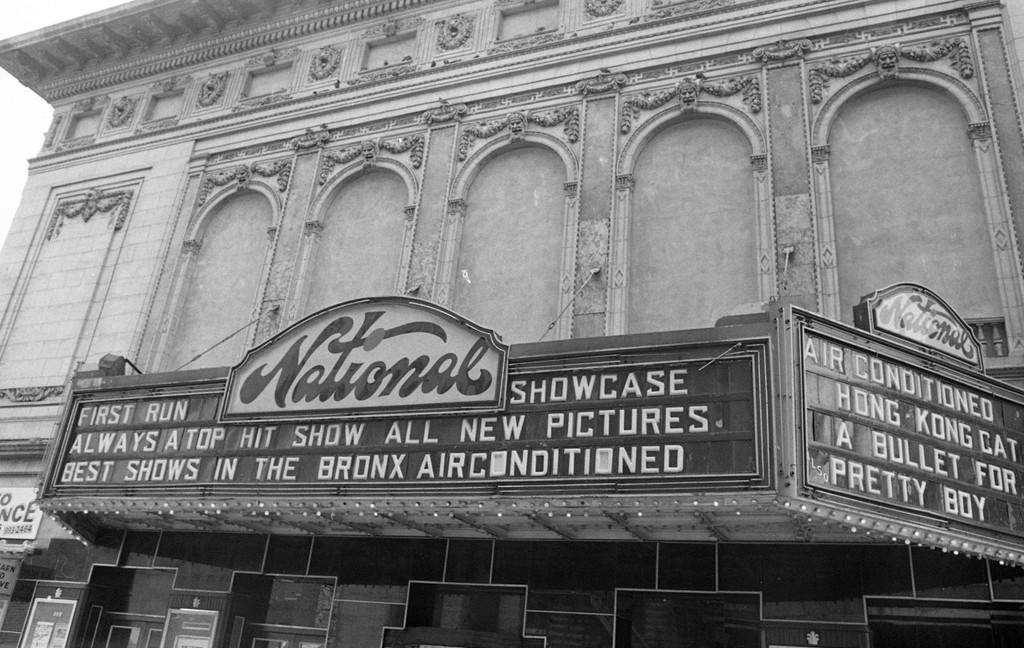 National
FIRST RUN SHOWCASE
ALWAYS A TOP HIT SHOW ALL NEW PICTURES
BEST SHOWS IN THE BRONX AIRCONDITIONED
National
AIR CONDITIONED
HONG KONG CAT
A BULLET FOR
PRETTY BOY
NCE